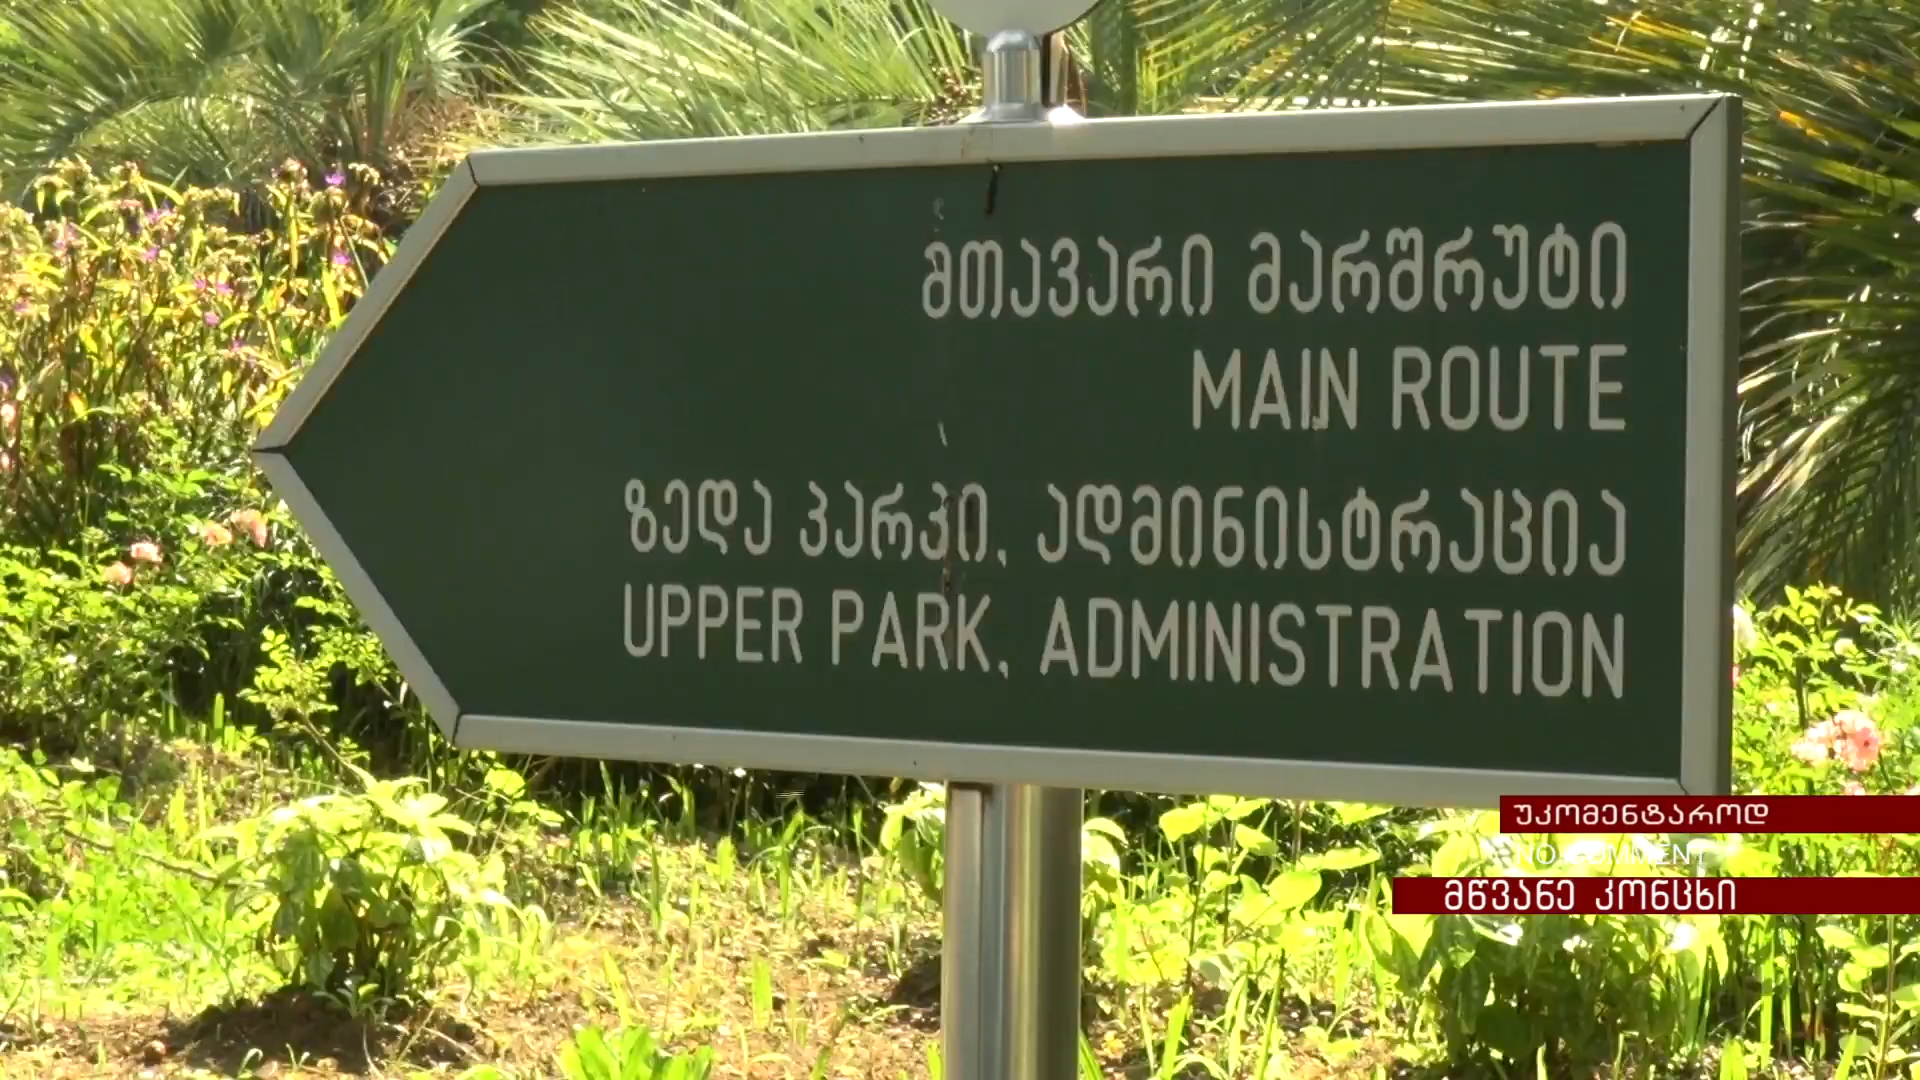 მთავარი მარშრუტი
MAIN ROUTE
ზედა პარკი, ადმინისტრაცია
UPPER PARK, ADMINISTRATION
უკომენტაროდ
NO COMMENT
მწვანე კონცხი